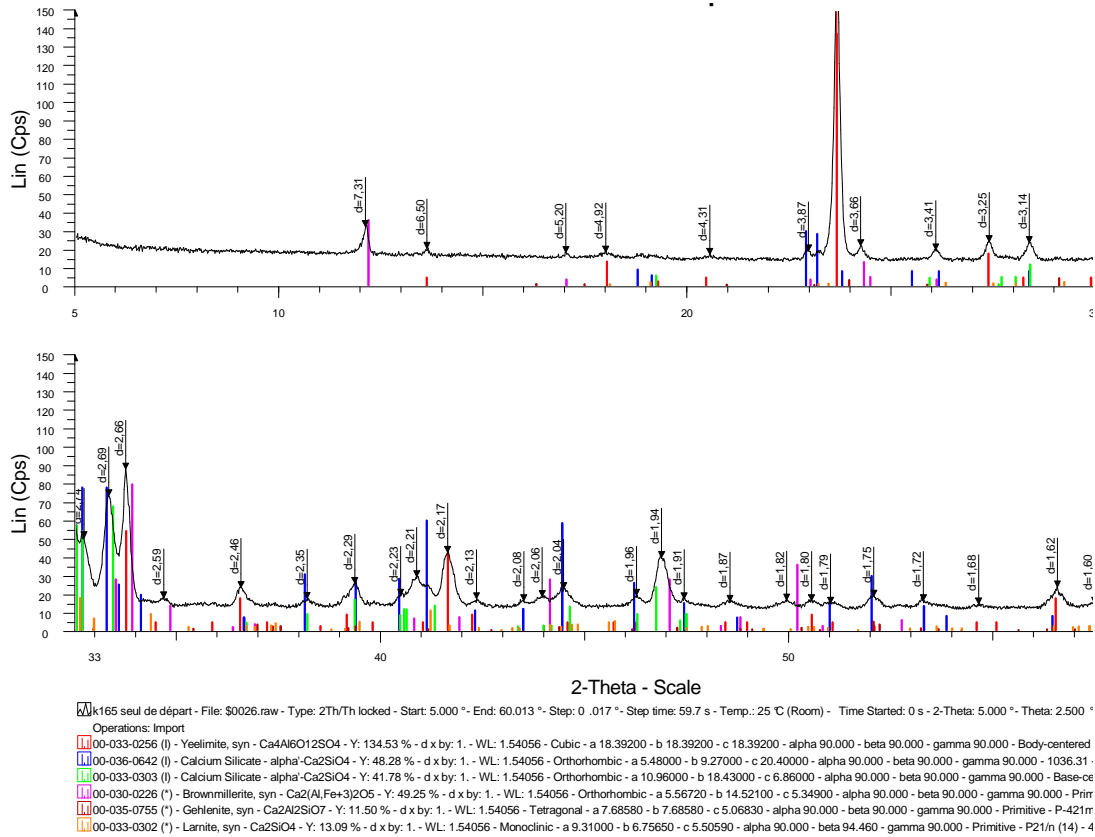 150
140
130
120
110
100
90
80
70
60
50
40
30
20
10
0
Lin (Cps)
d=7,31
d=6,50
d=5,20
d=4,92
d=4,31
d=3,87
d=3,66
d=3,41
d=3,25
d=3,14
5
10
20
150
140
130
120
110
100
90
80
70
60
50
40
30
20
10
0
Lin (Cps)
d=2,74
d=2,69
d=2,66
d=2,59
d=2,46
d=2,35
d=2,29
d=2,23
d=2,21
d=2,17
d=2,13
d=2,08
d=2,06
d=2,04
d=1,96
d=1,94
d=1,91
d=1,87
d=1,82
d=1,80
d=1,79
d=1,75
d=1,72
d=1,68
d=1,62
d=1,60
33
40
50
2-Theta - Scale
k165 seul de départ - File: $0026.raw - Type: 2Th/Th locked - Start: 5.000 ° - End: 60.013 ° - Step: 0 .017 ° - Step time: 59.7 s - Temp.: 25 °C (Room) - Time Started: 0 s - 2-Theta: 5.000 ° - Theta: 2.500 °
Operations: Import
00-033-0256 (I) - Yeelimite, syn - Ca4Al6O12SO4 - Y: 134.53 % - d x by: 1. - WL: 1.54056 - Cubic - a 18.39200 - b 18.39200 - c 18.39200 - alpha 90.000 - beta 90.000 - gamma 90.000 - Body-centered
00-036-0642 (I) - Calcium Silicate - alpha'-Ca2SiO4 - Y: 48.28 % - d x by: 1. - WL: 1.54056 - Orthorhombic - a 5.48000 - b 9.27000 - c 20.40000 - alpha 90.000 - beta 90.000 - gamma 90.000 - 1036.31 -
00-033-0303 (I) - Calcium Silicate - alpha'-Ca2SiO4 - Y: 41.78 % - d x by: 1. - WL: 1.54056 - Orthorhombic - a 10.96000 - b 18.43000 - c 6.86000 - alpha 90.000 - beta 90.000 - gamma 90.000 - Base-ce
00-030-0226 (*) - Brownmillerite, syn - Ca2(Al,Fe+3)2O5 - Y: 49.25 % - d x by: 1. - WL: 1.54056 - Orthorhombic - a 5.56720 - b 14.52100 - c 5.34900 - alpha 90.000 - beta 90.000 - gamma 90.000 - Prim
00-035-0755 (*) - Gehlenite, syn - Ca2Al2SiO7 - Y: 11.50 % - d x by: 1. - WL: 1.54056 - Tetragonal - a 7.68580 - b 7.68580 - c 5.06830 - alpha 90.000 - beta 90.000 - gamma 90.000 - Primitive - P-421m
00-033-0302 (*) - Larnite, syn - Ca2SiO4 - Y: 13.09 % - d x by: 1. - WL: 1.54056 - Monoclinic - a 9.31000 - b 6.75650 - c 5.50590 - alpha 90.000 - beta 94.460 - gamma 90.000 - Primitive - P21/n (14) - 4